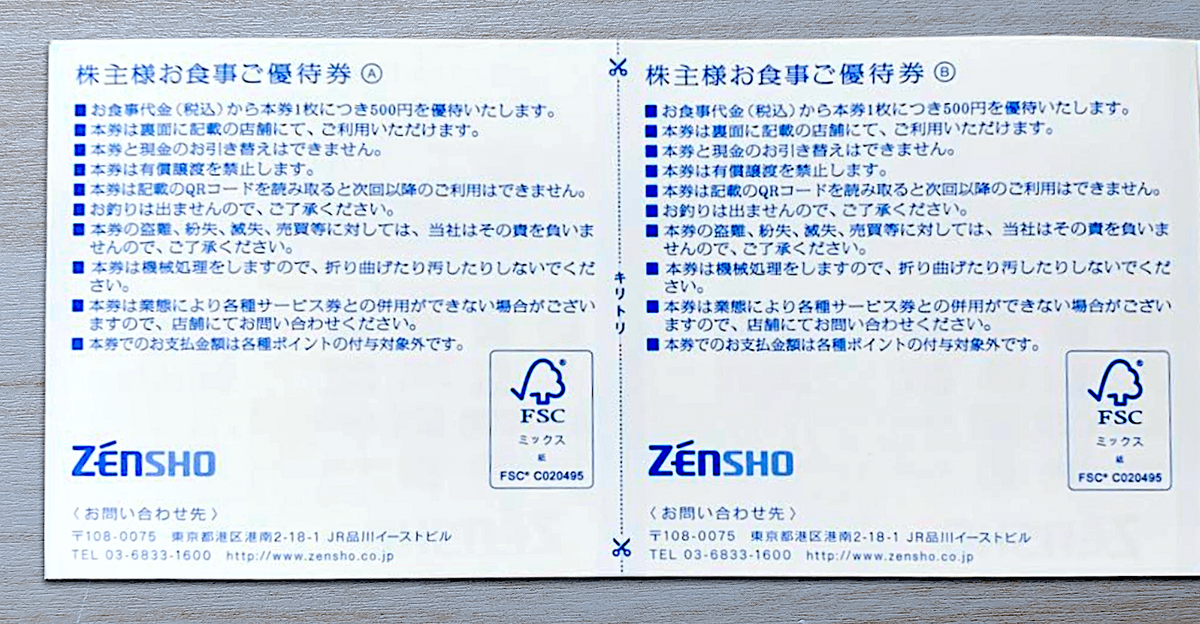 株主様お食事ご優待券 Ⓐ
■お食事代金(税込)から本券1枚につき500円を優待いたします。
■本券は裏面に記載の店舗にて、ご利用いただけます。
■本券と現金のお引き替えはできません。
■本券は有償譲渡を禁止します。
■本券は記載のQRコードを読み取ると次回以降のご利用はできません。
■お釣りは出ませんので、ご了承ください。
■本券の盗難、紛失、滅失、売買等に対しては、当社はその責を負いま
せんので、ご了承ください。
■本券は機械処理をしますので、折り曲げたり汚したりしないでくだ
さい。
■本券は業態により各種サービス券との併用ができない場合がござい
ますので、店舗にてお問い合わせください。
■本券でのお支払金額は各種ポイントの付与対象外です。
FSC
ミックス
紙
FSC® C020495
ZÉNSHO
〈お問い合わせ先〉
〒108-0075 東京都港区港南2-18-1 JR品川イーストビル
TEL 03-6833-1600 http://www.zensho.co.jp
キリトリ
株主様お食事ご優待券 Ⓑ
■お食事代金(税込)から本券1枚につき500円を優待いたします。
■本券は裏面に記載の店舗にて、ご利用いただけます。
■本券と現金のお引き替えはできません。
■本券は有償譲渡を禁止します。
■本券は記載のQRコードを読み取ると次回以降のご利用はできません。
■お釣りは出ませんので、ご了承ください。
■本券の盗難、紛失、滅失、売買等に対しては、当社はその責を負いま
せんので、ご了承ください。
■本券は機械処理をしますので、折り曲げたり汚したりしないでくだ
さい。
■本券は業態により各種サービス券との併用ができない場合がござい
ますので、店舗にてお問い合わせください。
■本券でのお支払金額は各種ポイントの付与対象外です。
FSC
ミックス
紙
FSC® C020495
ZÉNSHO
〈お問い合わせ先〉
〒108-0075 東京都港区港南2-18-1 JR品川イーストビル
TEL 03-6833-1600 http://www.zensho.co.jp